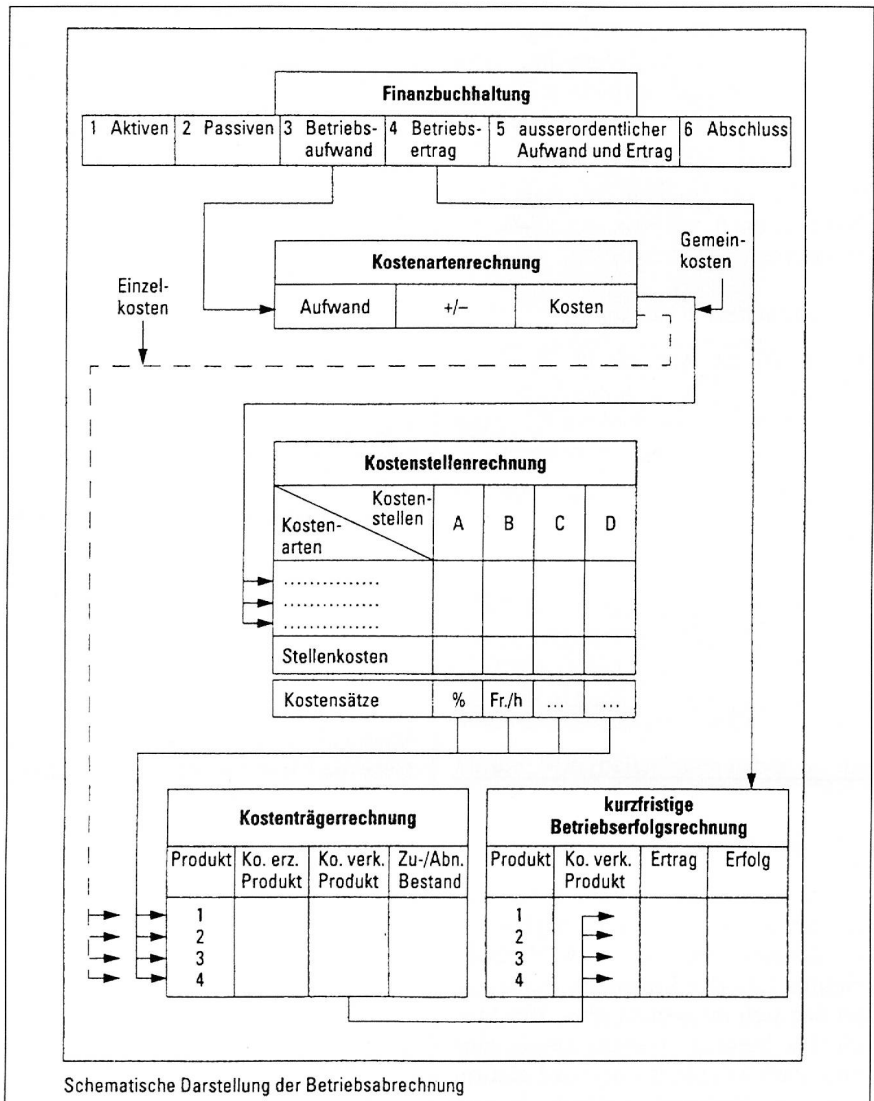 Finanzbuchhaltung
1 Aktiven
2 Passiven
3 Betriebs-
aufwand
4 Betriebs-
ertrag
5 ausserordentlicher
Aufwand und Ertrag
6 Abschluss
Gemein-
kosten
Kostenartenrechnung
Einzel-
kosten
Aufwand
+/–
Kosten
Kostenstellenrechnung
Kosten-
stellen
Kosten-
arten
A
B
C
D
...............
...............
...............
Stellenkosten
Kostensätze
%
Fr./h
...
...
Kostenträgerrechnung
Produkt
Ko. erz.
Produkt
Ko. verk.
Produkt
Zu-/Abn.
Bestand
1
2
3
4
kurzfristige
Betriebserfolgsrechnung
Produkt
Ko. verk.
Produkt
Ertrag
Erfolg
1
2
3
4
Schematische Darstellung der Betriebsabrechnung